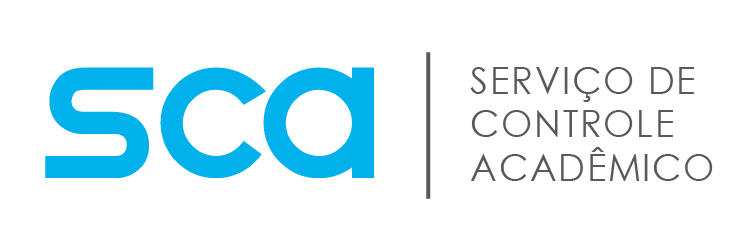 sca
SERVIÇO DE
CONTROLE
ACADÊMICO